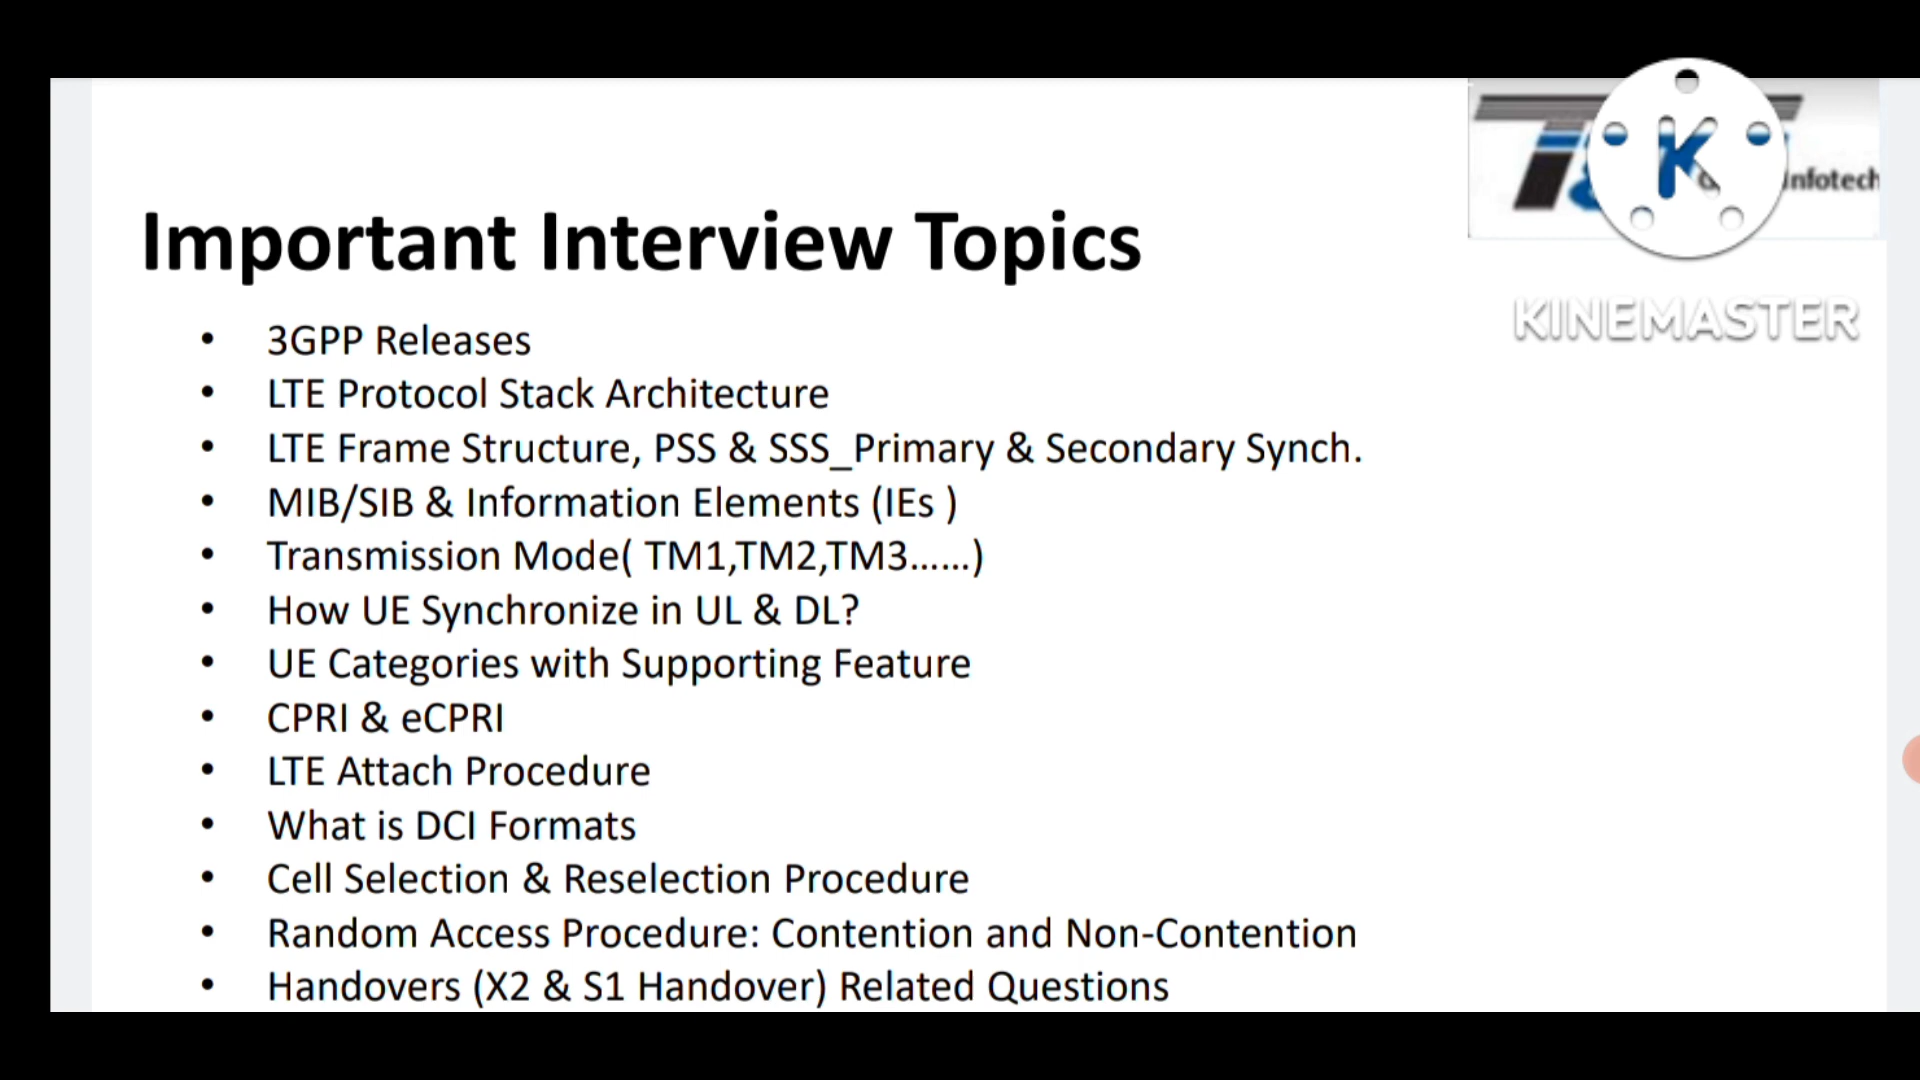 Infotech
KINEMASTER
Important Interview Topics
• 3GPP Releases
• LTE Protocol Stack Architecture
• LTE Frame Structure, PSS & SSS_Primary & Secondary Synch.
• MIB/SIB & Information Elements (IEs )
• Transmission Mode( TM1,TM2,TM3......)
• How UE Synchronize in UL & DL?
• UE Categories with Supporting Feature
• CPRI & eCPRI
• LTE Attach Procedure
• What is DCI Formats
• Cell Selection & Reselection Procedure
• Random Access Procedure: Contention and Non-Contention
• Handovers (X2 & S1 Handover) Related Questions